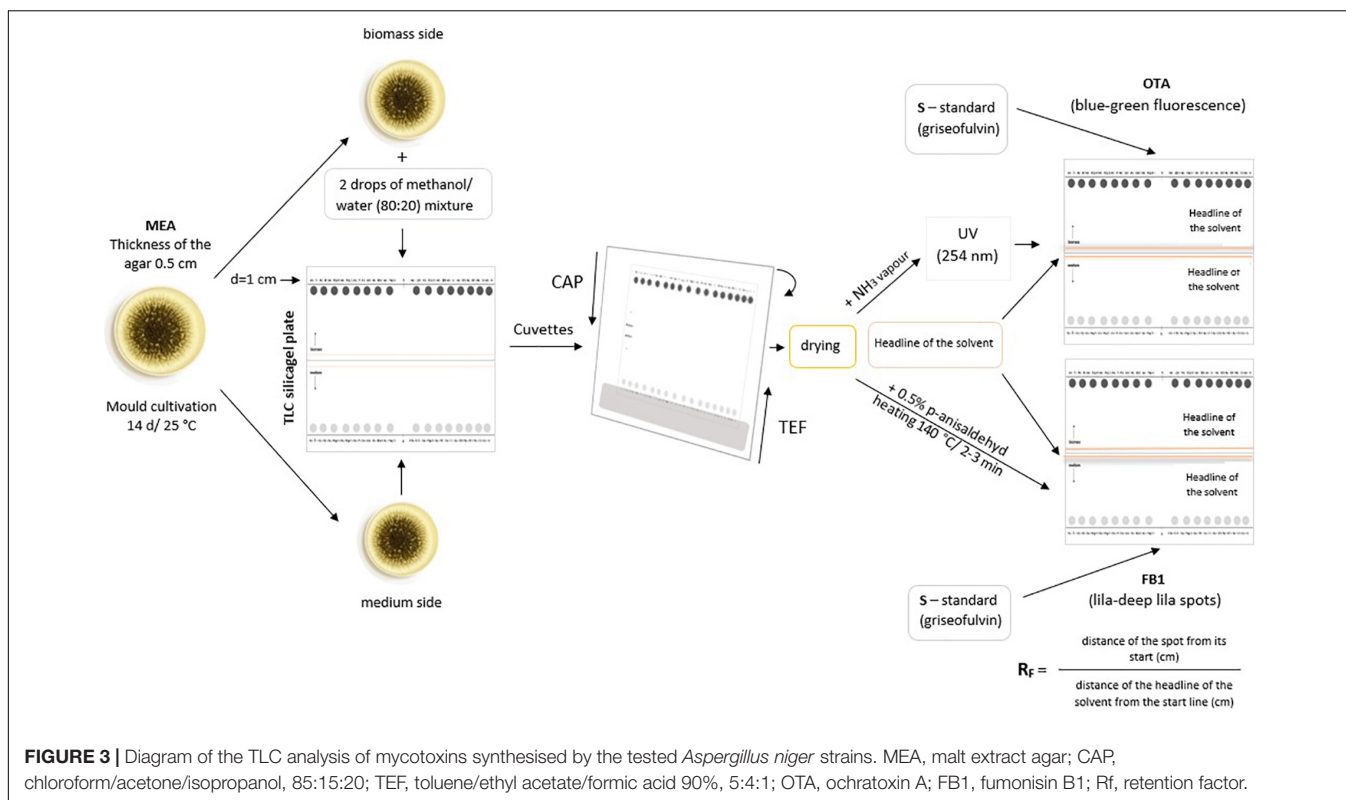 biomass side
+
2 drops of methanol/
water (80:20) mixture
MEA
Thickness of the
agar 0.5 cm
Mould cultivation
14 d/ 25 °C
d=1 cm
TLC silicagel plate
medium side
Cuvettes
CAP
TEF
drying
+ NH3 vapour
UV
(254 nm)
Headline of the solvent
+ 0.5% p-anisaldehyd
heating 140 °C/ 2-3 min
S – standard
(griseofulvin)
OTA
(blue-green fluorescence)
Headline of
the solvent
Headline of
the solvent
Headline of
the solvent
Headline of
the solvent
S – standard
(griseofulvin)
FB1
(lila-deep lila spots)
RF =
distance of the spot from its
start (cm)
distance of the headline of the
solvent from the start line (cm)
FIGURE 3 | Diagram of the TLC analysis of mycotoxins synthesised by the tested Aspergillus niger strains. MEA, malt extract agar; CAP,
chloroform/acetone/isopropanol, 85:15:20; TEF, toluene/ethyl acetate/formic acid 90%, 5:4:1; OTA, ochratoxin A; FB1, fumonisin B1; Rf, retention factor.